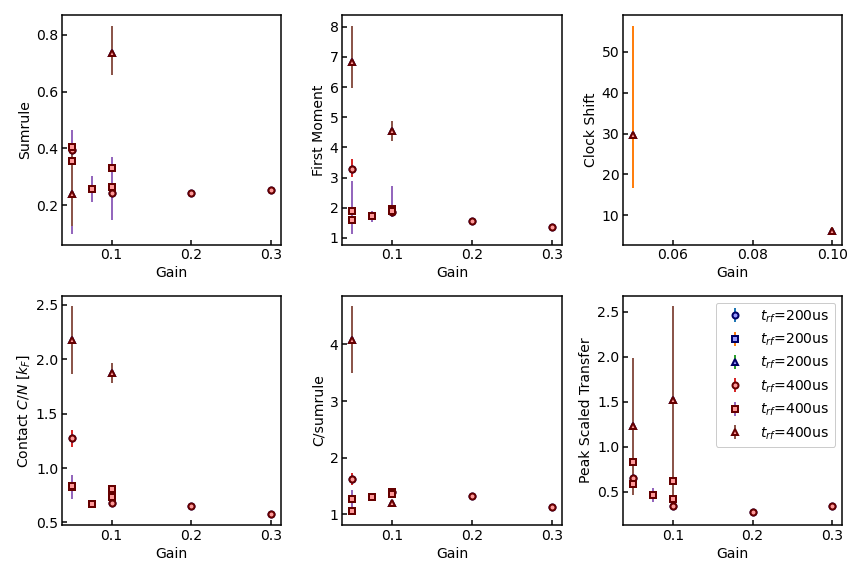 Sumrule
0.8
0.6
0.4
0.2
0.1
0.2
0.3
Gain
First Moment
8
7
6
5
4
3
2
1
0.1
0.2
0.3
Gain
Clock Shift
50
40
30
20
10
0.06
0.08
0.10
Gain
Contact C/N [k_F]
2.5
2.0
1.5
1.0
0.5
0.1
0.2
0.3
Gain
C/sumrule
4
3
2
1
0.1
0.2
0.3
Gain
Peak Scaled Transfer
2.5
2.0
1.5
1.0
0.5
0.1
0.2
0.3
Gain
t_rf=200us
t_rf=200us
t_rf=200us
t_rf=400us
t_rf=400us
t_rf=400us